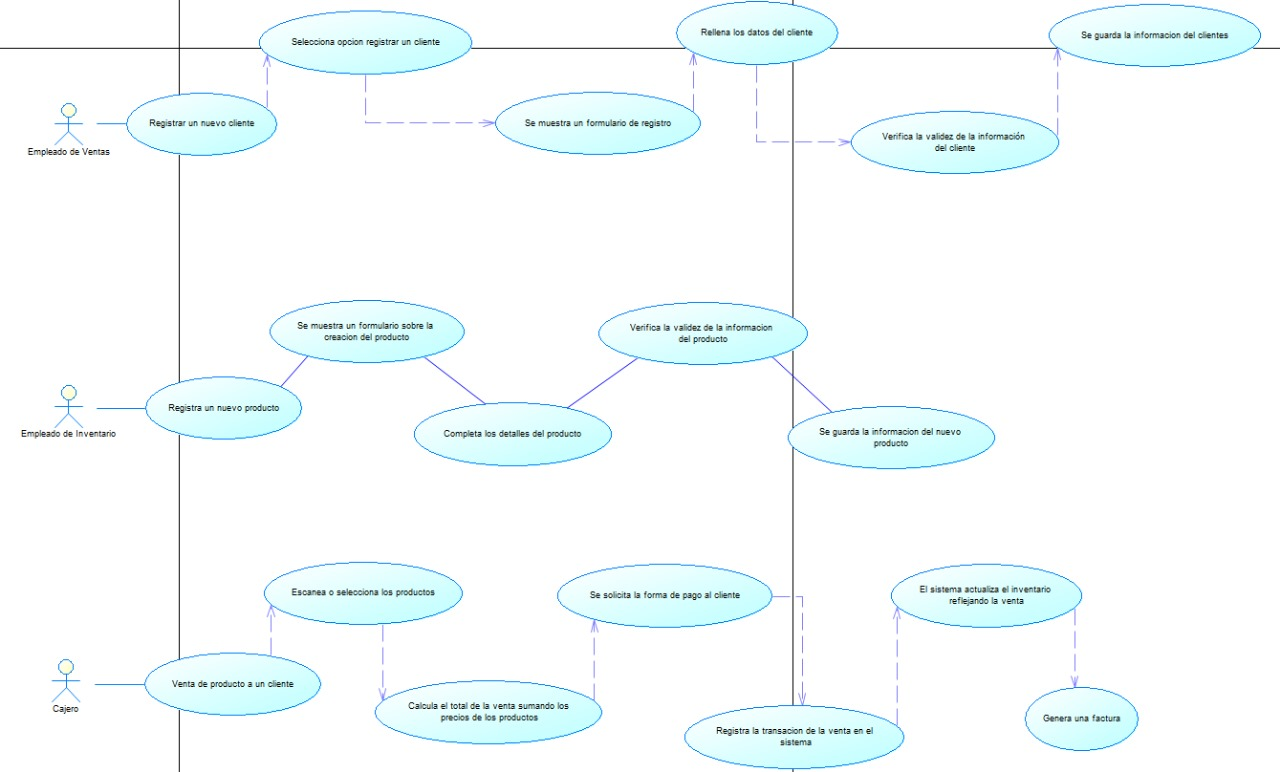 Selecciona opcion registrar un cliente
Rellena los datos del cliente
Se guarda la informacion del clientes
Registrar un nuevo cliente
Se muestra un formulario de registro
Verifica la validez de la información
del cliente
Empleado de Ventas
Se muestra un formulario sobre la
creacion del producto
Verifica la validez de la informacion
del producto
Registra un nuevo producto
Completa los detalles del producto
Se guarda la informacion del nuevo
producto
Empleado de Inventario
Escanea o selecciona los productos
Se solicita la forma de pago al cliente
El sistema actualiza el inventario
reflejando la venta
Venta de producto a un cliente
Calcula el total de la venta sumando los
precios de los productos
Registra la transacion de la venta en el
sistema
Genera una factura
Cajero